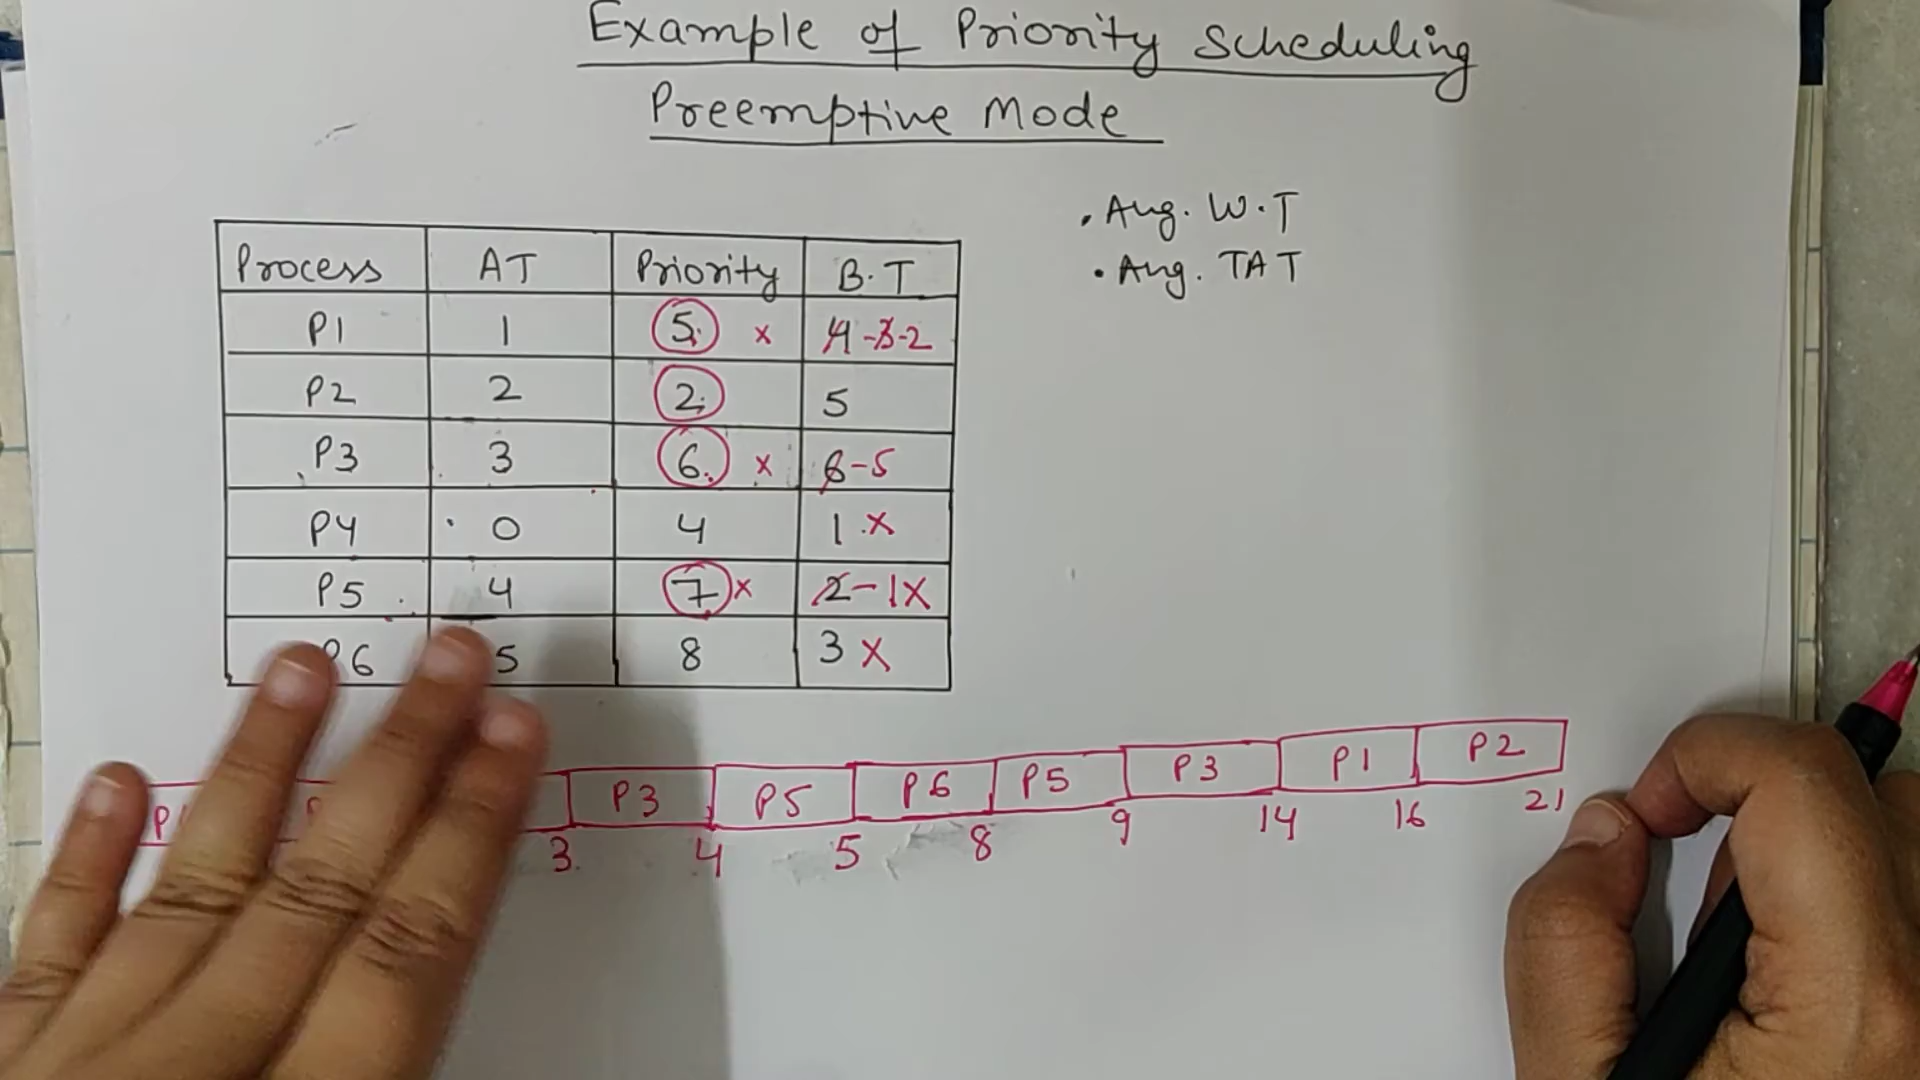 Example of Priority Scheduling
Preemptive Mode
• Avg. W.T
• Avg. TAT
Process AT Priority B.T
P1 1 5 x 4-3-2
P2 2 2 5
P3 3 6 x 6-5
P4 0 4 1 x
P5 4 7 x 2-1x
P6 5 8 3 x
P3 P5 P6 P5 P3 P1 P2
3 4 5 8 9 14 16 21